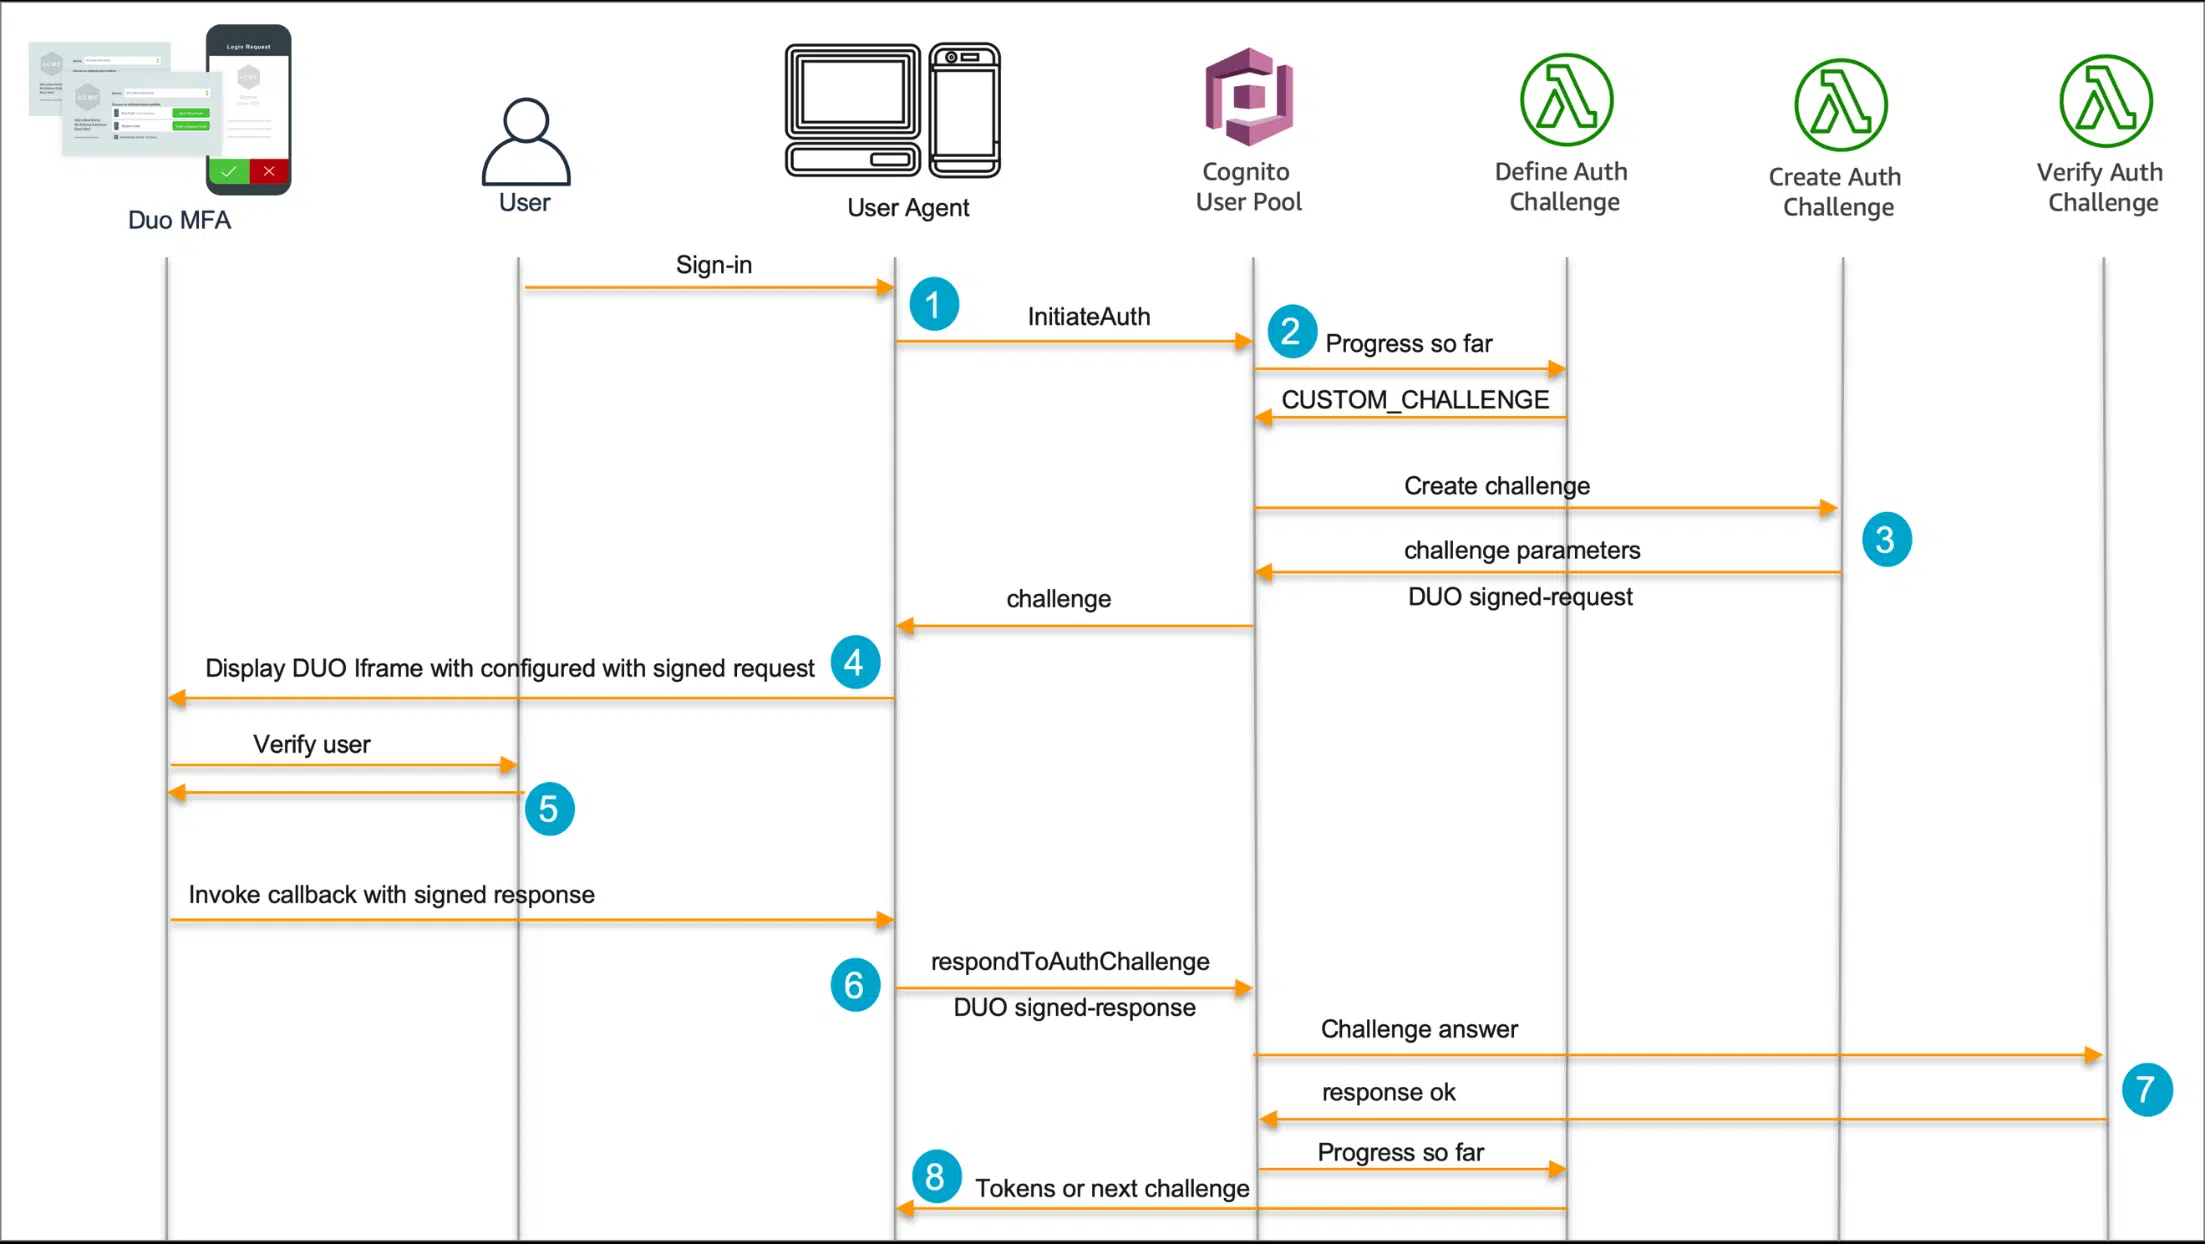 Login Request
ACME
ACME
ACME
Duo MFA
User
User Agent
Cognito
User Pool
Define Auth
Challenge
Create Auth
Challenge
Verify Auth
Challenge
Sign-in
1
InitiateAuth
2
Progress so far
CUSTOM_CHALLENGE
Create challenge
3
challenge parameters
DUO signed-request
challenge
4
Display DUO Iframe with configured with signed request
Verify user
5
Invoke callback with signed response
6
respondToAuthChallenge
DUO signed-response
Challenge answer
7
response ok
Progress so far
8
Tokens or next challenge